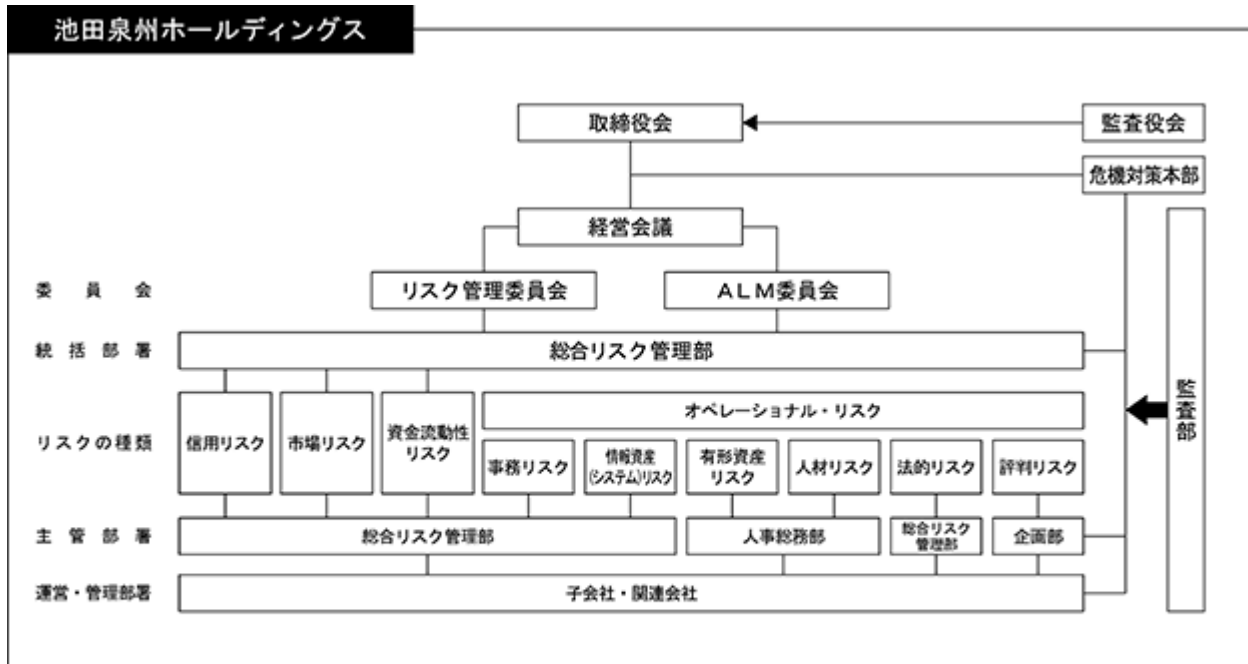 池田泉州ホールディングス
取締役会
監査役会
危機対策本部
経営会議
委員会
リスク管理委員会
ALM委員会
統括部署
総合リスク管理部
監査部
リスクの種類
信用リスク
市場リスク
資金流動性
リスク
オペレーショナル・リスク
事務リスク
情報資産
(システム)リスク
有形資産
リスク
人材リスク
法的リスク
評判リスク
主管部署
総合リスク管理部
人事総務部
総合リスク
管理部
企画部
運営・管理部署
子会社・関連会社